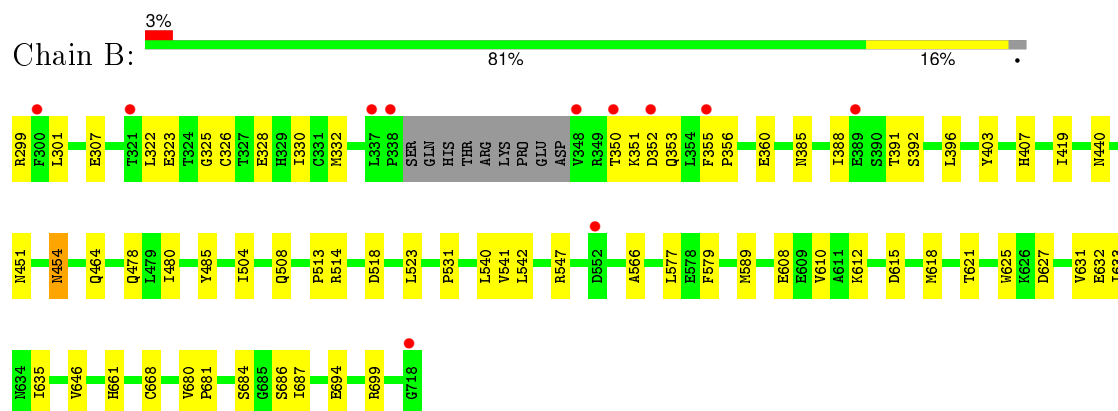 3%
Chain B:
81% 16% •
R299 F300 L301 E307 T321 L322 E323 T324 G325 C326 T327 E328 H329 I330 C331 M332 L337 P338 SER GLN HIS THR ARG LYS PRO GLU ASP V348 R349 T350 K351 D352 Q353 L354 F355 P356 E360 N385 I388 E389 S390 T391 S392 L396 Y403 H407 I419 N440
N451 N454 Q464 Q478 L479 I480 Y485 I504 Q508 P513 R514 D518 L523 P531 L540 V541 L542 R547 D552 A566 L577 E578 F579 M589 E608 E609 V610 A611 K612 D615 M618 T621 W625 K626 D627 V631 E632 I633
N634 I635 V646 H661 C668 V680 P681 S684 G685 S686 I687 E694 R699 G718